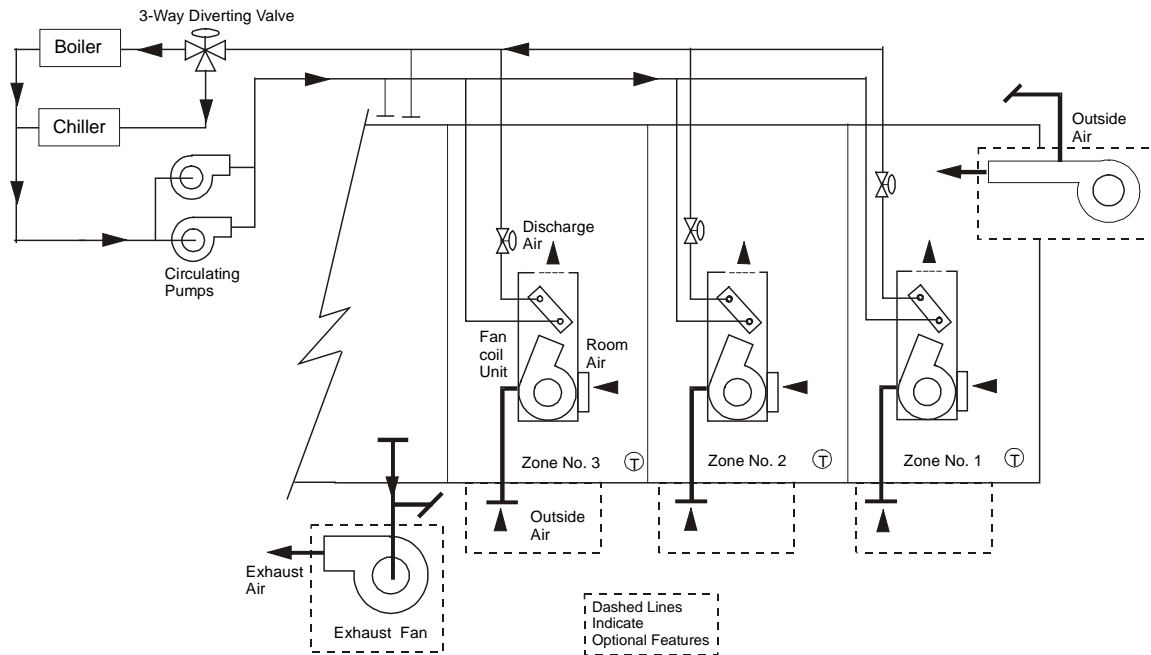 3-Way Diverting Valve
Boiler
Chiller
Outside
Air
Circulating
Pumps
Discharge
Air
Fan
coil
Unit
Room
Air
Zone No. 3
T
Zone No. 2
T
Zone No. 1
T
Outside
Air
Exhaust
Air
Exhaust Fan
Dashed Lines
Indicate
Optional Features